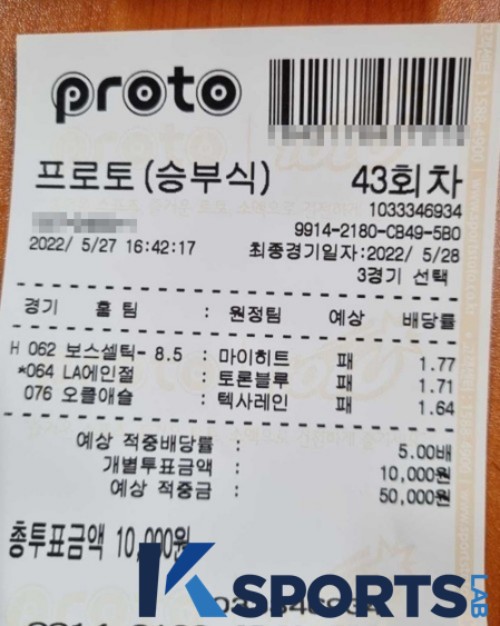 proto
프로토(승부식) 43회차
1033346934
9914-2180-CB49-5B0
2022/ 5/27 16:42:17 최종경기일자:2022/ 5/28
3경기 선택
경기 홈 팀 : 원정팀 예상 배당률
H 062 보스셀틱- 8.5 : 마이히트 패 1.77
*064 LA에인절 : 토론블루 패 1.71
076 오클애슬 : 텍사레인 패 1.64
예상 적중배당률 : 5.00배
개별투표금액 : 10,000원
예상 적중금 : 50,000원
총투표금액 10,000원
K SPORTS LAB